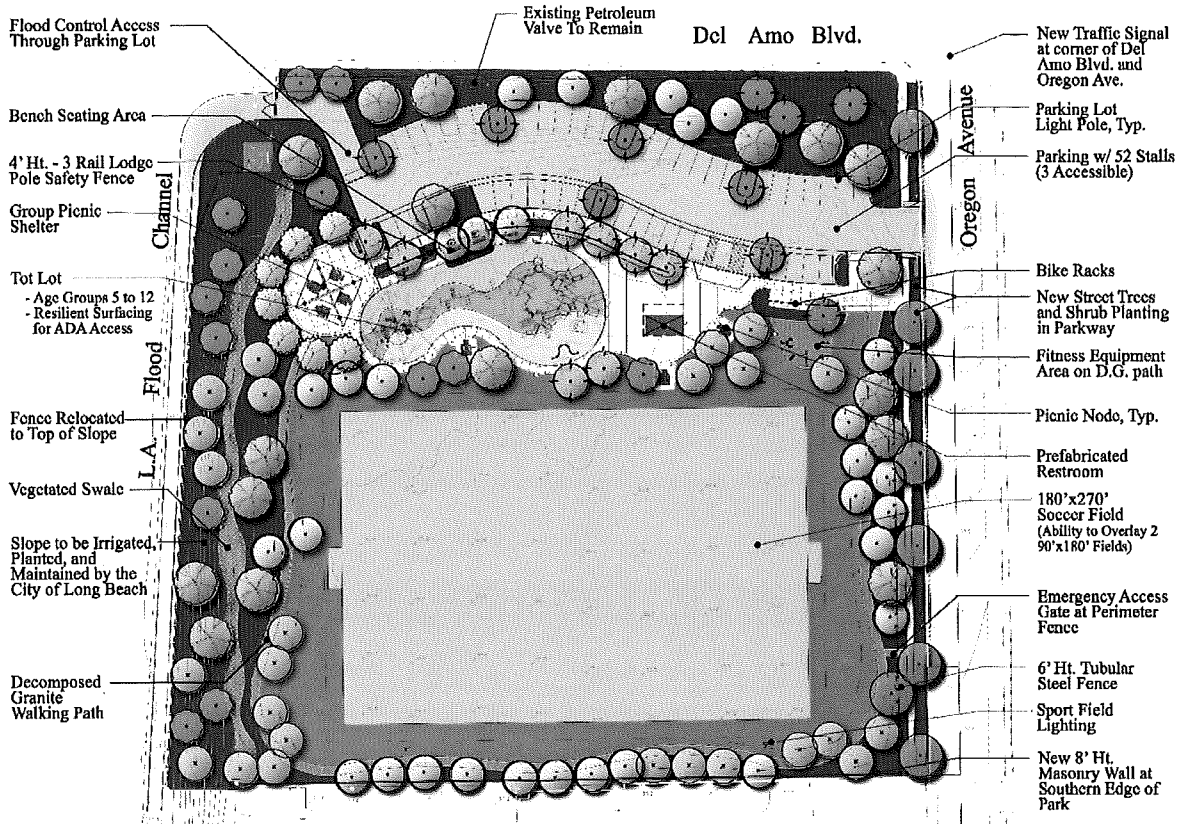 Flood Control Access
Through Parking Lot
Existing Petroleum
Valve To Remain
Del Amo Blvd.
New Traffic Signal
at corner of Del
Amo Blvd. and
Oregon Ave.
Bench Seating Area
Parking Lot
Light Pole, Typ.
4' Ht. - 3 Rail Lodge
Pole Safety Fence
Parking w/ 52 Stalls
(3 Accessible)
Group Picnic
Shelter
Oregon Avenue
L.A. Flood Channel
Tot Lot
- Age Groups 5 to 12
- Resilient Surfacing
for ADA Access
Bike Racks
New Street Trees
and Shrub Planting
in Parkway
Fitness Equipment
Area on D.G. path
Fence Relocated
to Top of Slope
Picnic Node, Typ.
Prefabricated
Restroom
Vegetated Swale
180'x270'
Soccer Field
(Ability to Overlay 2
90'x180' Fields)
Slope to be Irrigated,
Planted, and
Maintained by the
City of Long Beach
Emergency Access
Gate at Perimeter
Fence
Decomposed
Granite
Walking Path
6' Ht. Tubular
Steel Fence
Sport Field
Lighting
New 8' Ht.
Masonry Wall at
Southern Edge of
Park